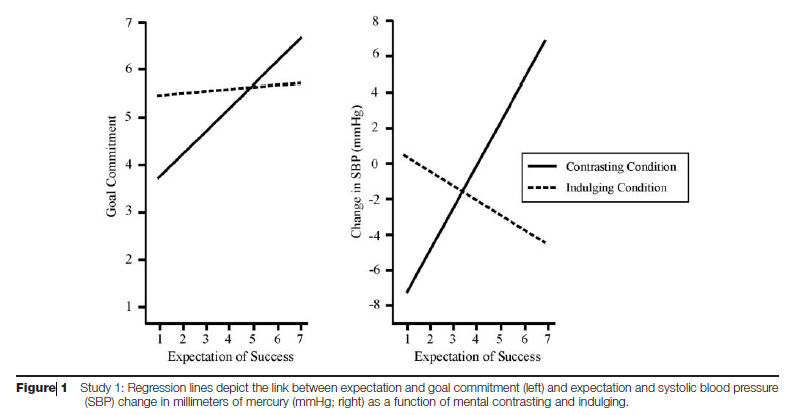 7
6
5
4
3
2
1
Goal Commitment
1 2 3 4 5 6 7
Expectation of Success
8
6
4
2
0
-2
-4
-6
-8
Change in SBP (mmHg)
1 2 3 4 5 6 7
Expectation of Success
Contrasting Condition
Indulging Condition
Figure 1 Study 1: Regression lines depict the link between expectation and goal commitment (left) and expectation and systolic blood pressure
(SBP) change in millimeters of mercury (mmHg; right) as a function of mental contrasting and indulging.